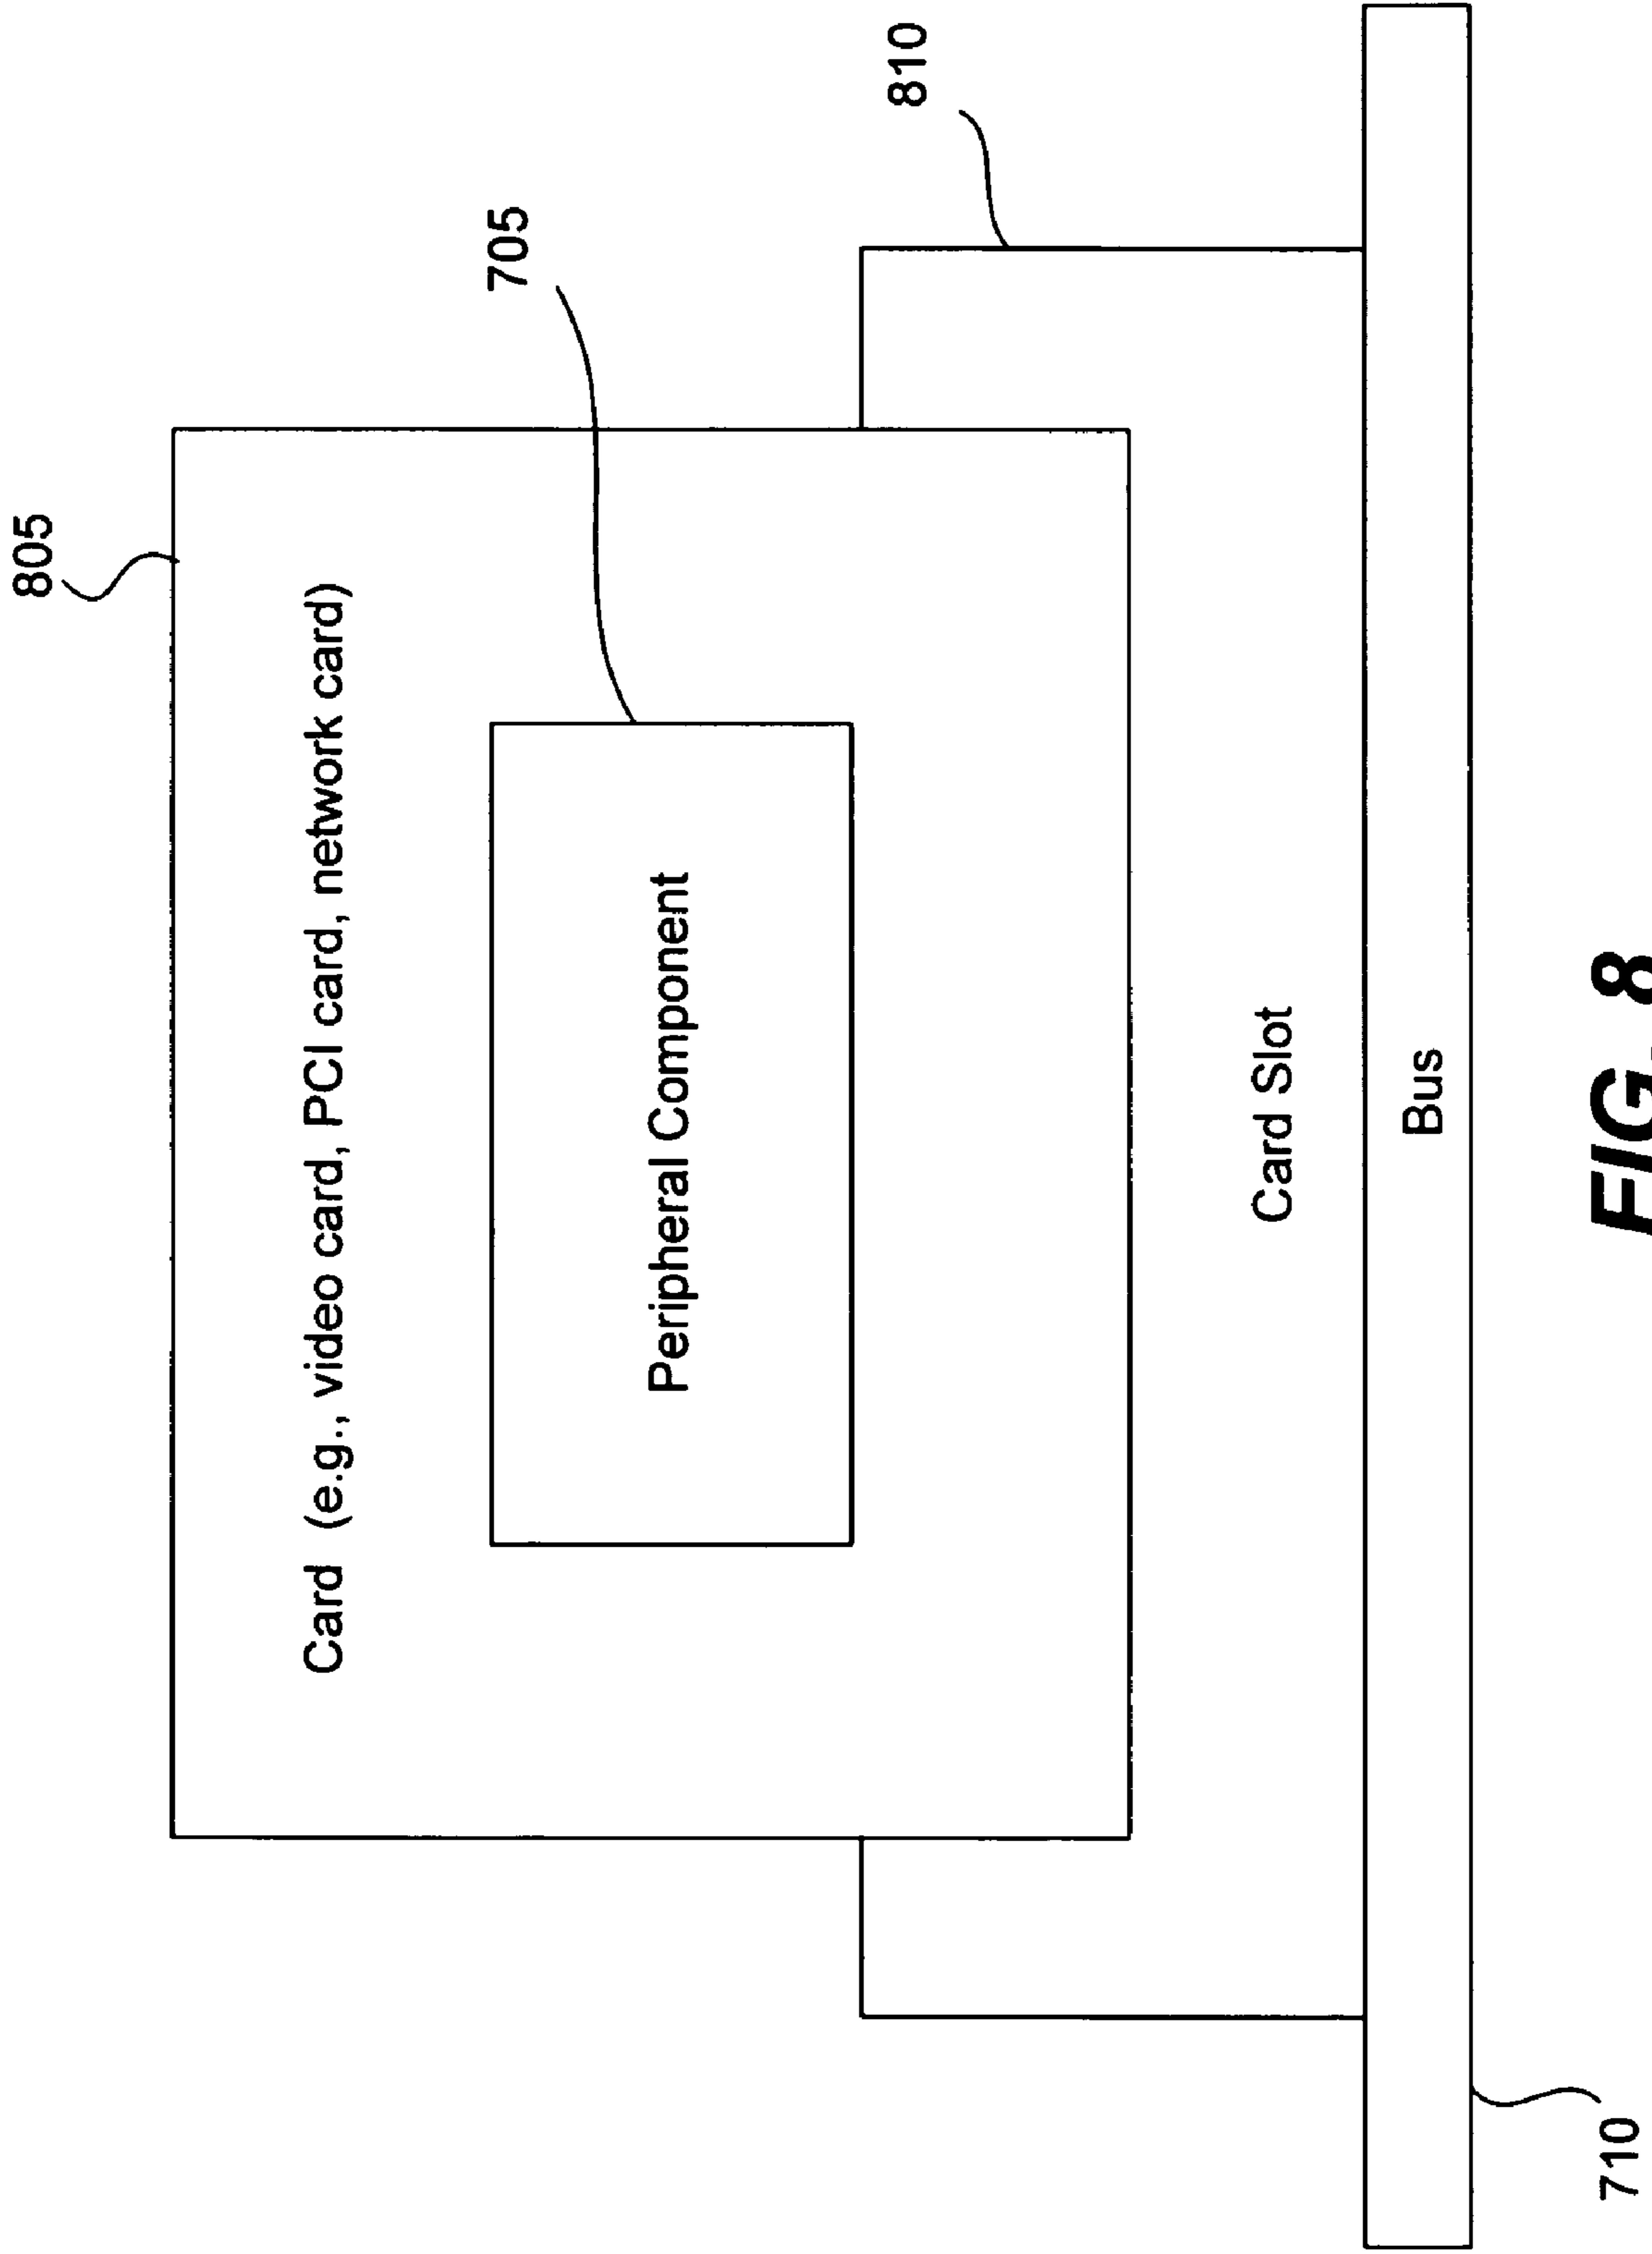 805
Card (e.g., video card, PCI card, network card)
705
Peripheral Component
810
Card Slot
Bus
710
FIG. 8